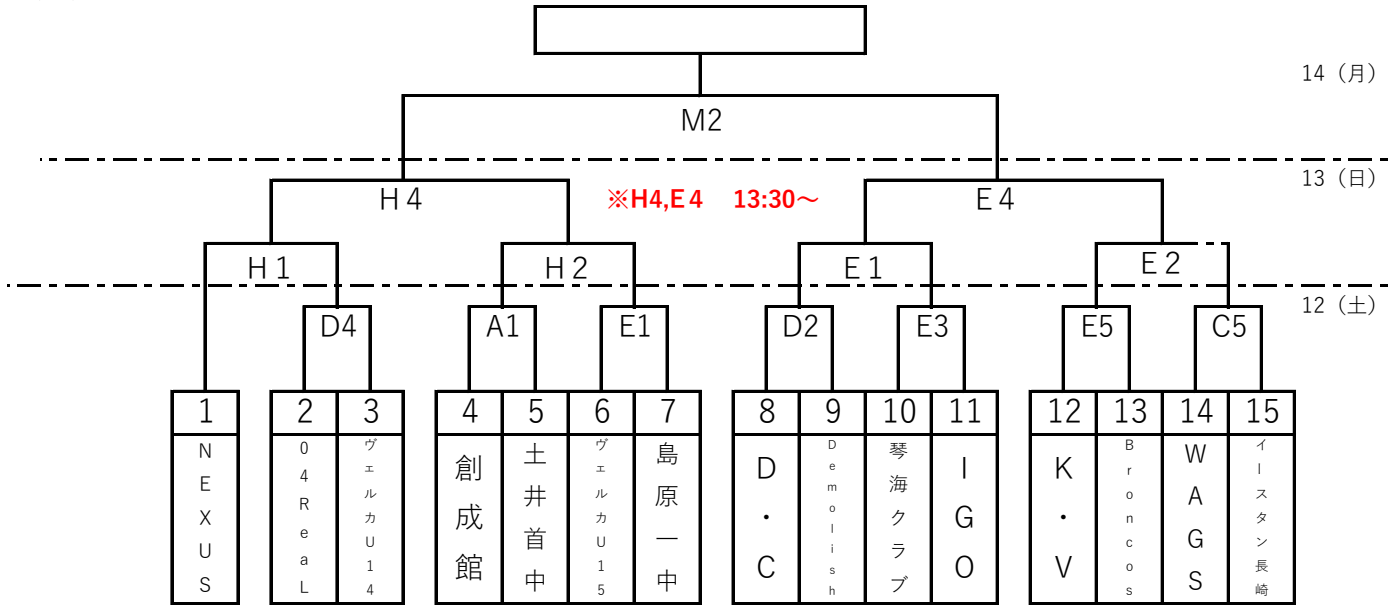 14（月）
M2
13（日）
H4
※H4,E4　13:30～
E4
H1
H2
E1
E2
12（土）
D4
A1
E1
D2
E3
E5
C5
1
2
3
4
5
6
7
8
9
10
11
12
13
14
15
NEXUS
04ReaL
ヴェルカU14
創成館
土井首中
ヴェルカU15
島原一中
D・C
Demolish
琴海クラブ
IGO
K・V
Broncos
WAGS
イースタン長崎